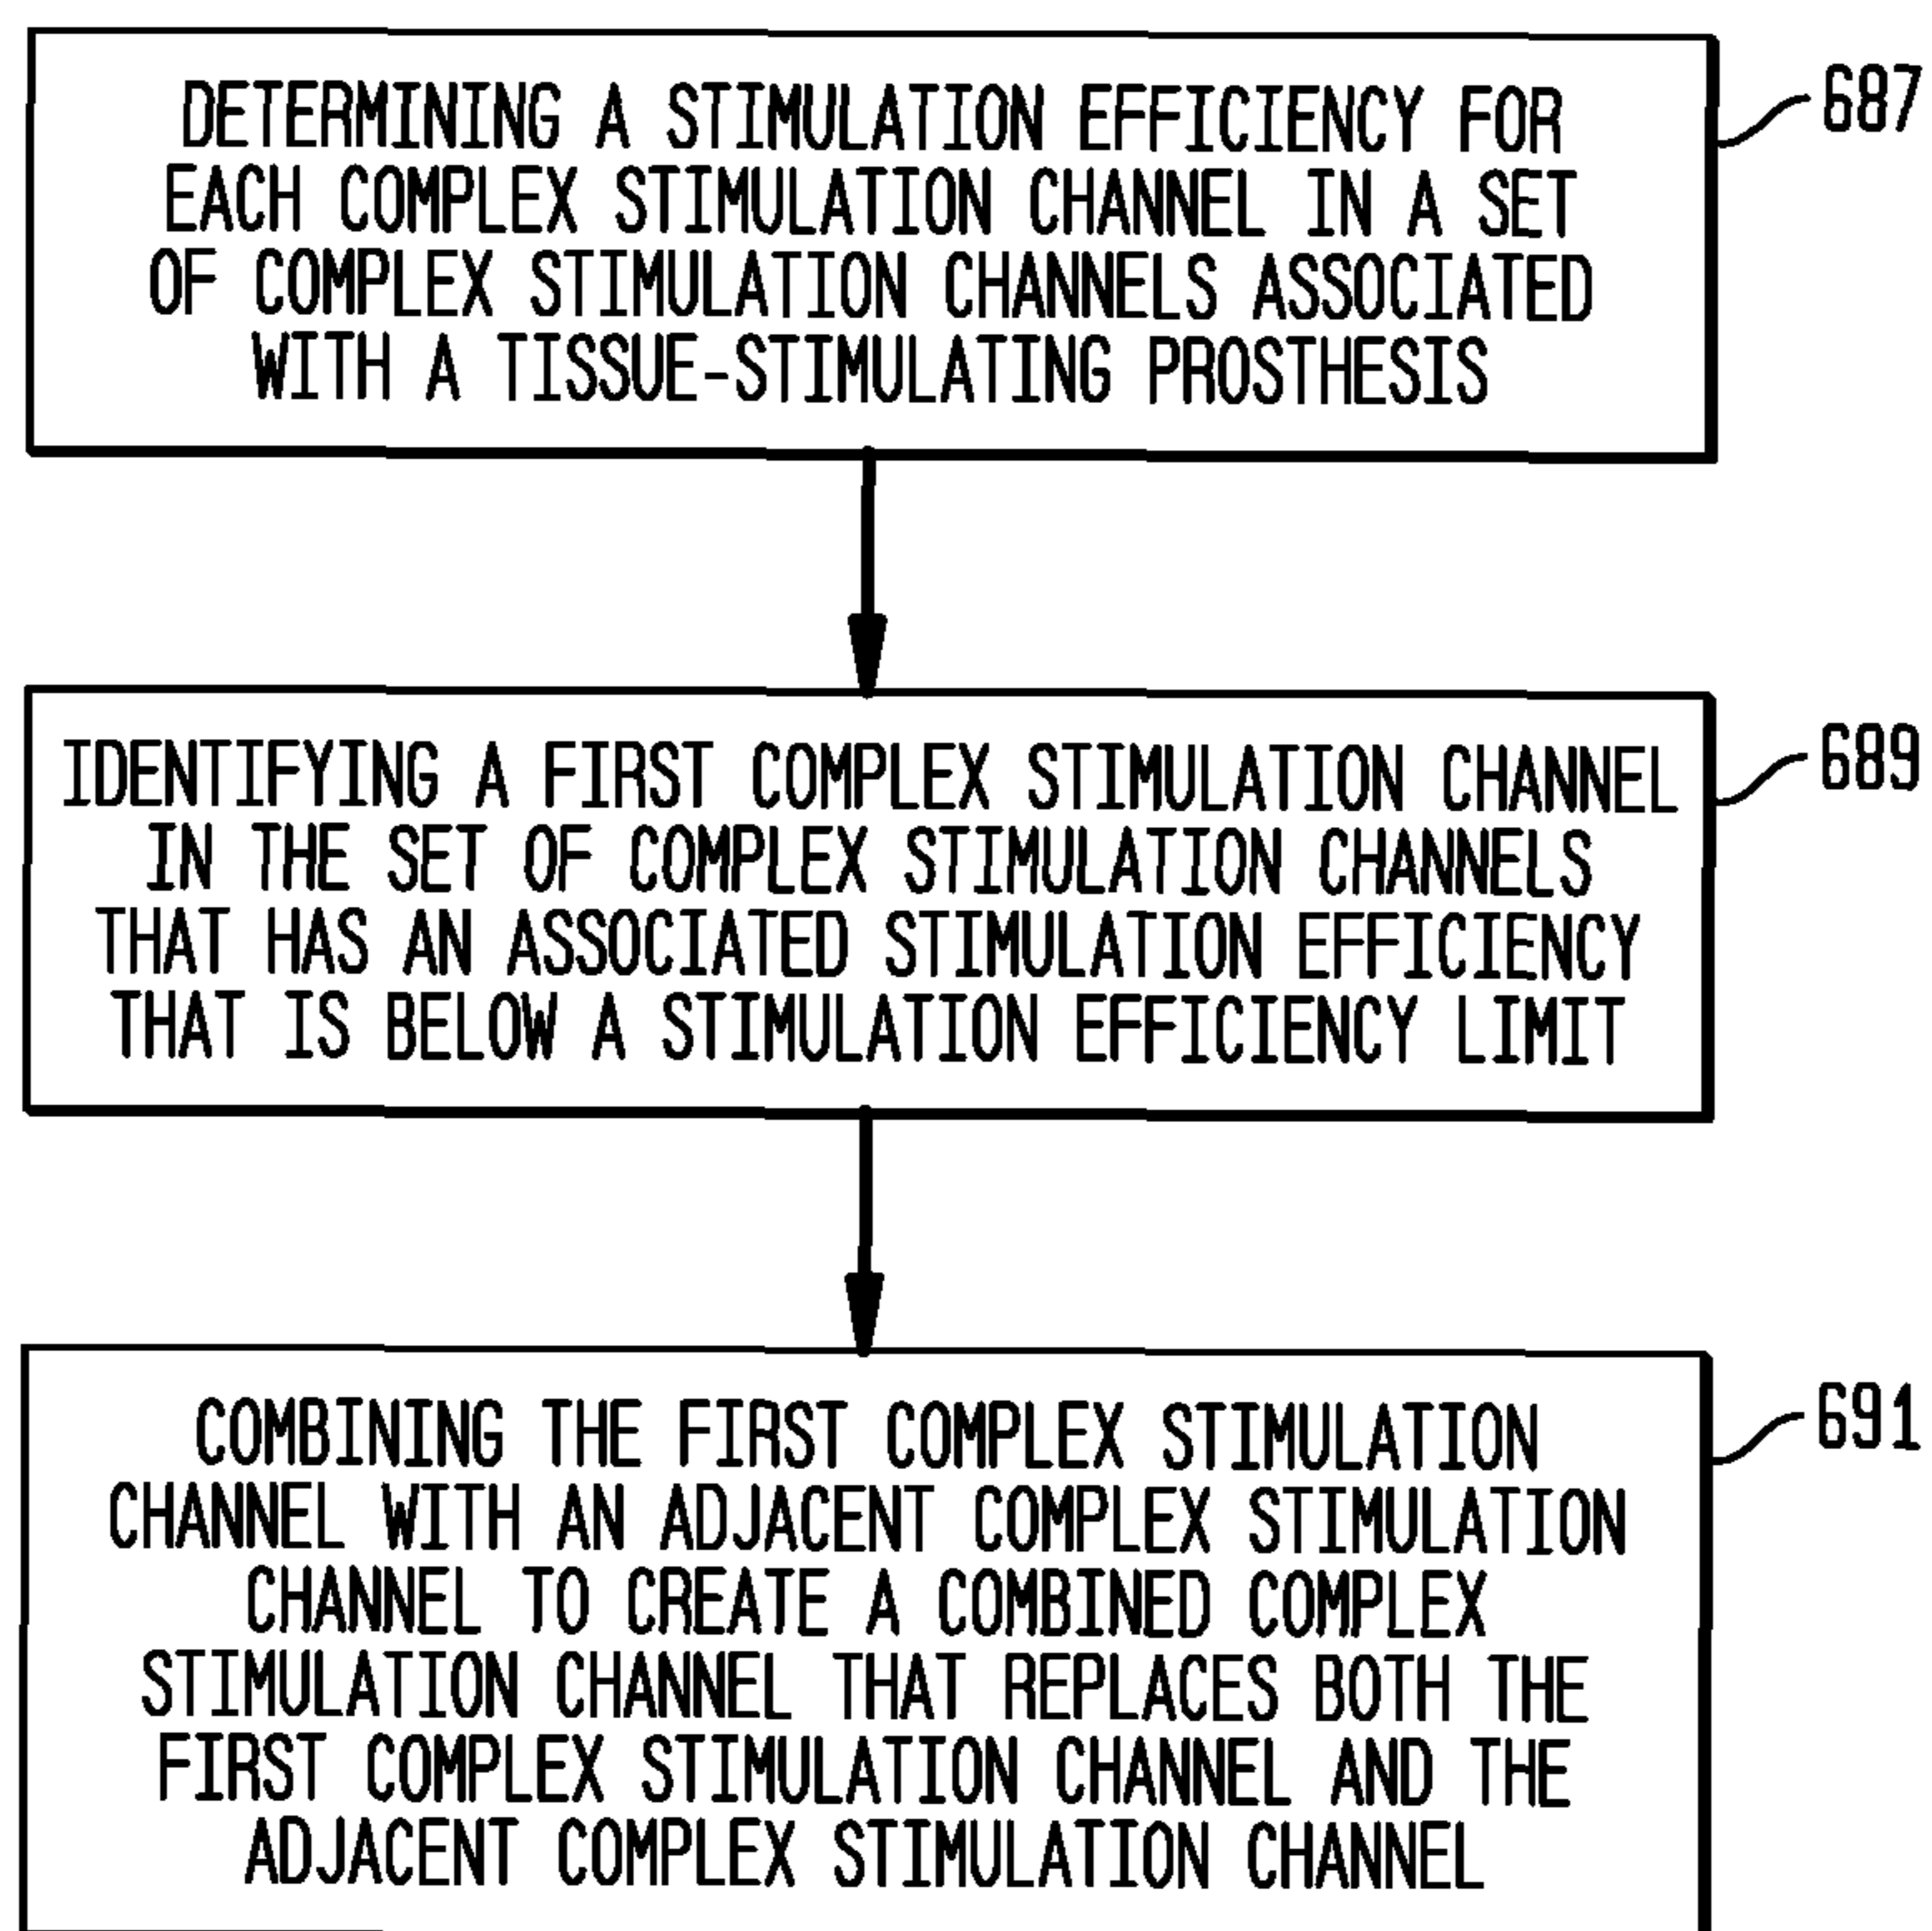 DETERMINING A STIMULATION EFFICIENCY FOR
EACH COMPLEX STIMULATION CHANNEL IN A SET
OF COMPLEX STIMULATION CHANNELS ASSOCIATED
WITH A TISSUE-STIMULATING PROSTHESIS
687
IDENTIFYING A FIRST COMPLEX STIMULATION CHANNEL
IN THE SET OF COMPLEX STIMULATION CHANNELS
THAT HAS AN ASSOCIATED STIMULATION EFFICIENCY
THAT IS BELOW A STIMULATION EFFICIENCY LIMIT
689
COMBINING THE FIRST COMPLEX STIMULATION
CHANNEL WITH AN ADJACENT COMPLEX STIMULATION
CHANNEL TO CREATE A COMBINED COMPLEX
STIMULATION CHANNEL THAT REPLACES BOTH THE
FIRST COMPLEX STIMULATION CHANNEL AND THE
ADJACENT COMPLEX STIMULATION CHANNEL
691